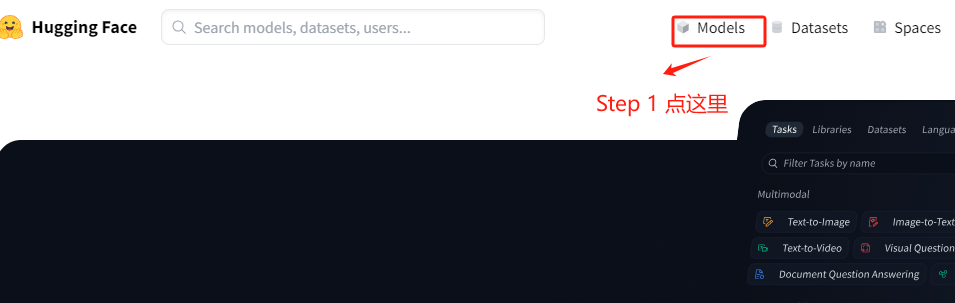 Hugging Face Search models, datasets, users... Models Datasets Spaces
Step 1 点这里
Tasks Libraries Datasets
Filter Tasks by name
Multimodal
Text-to-Image Image-to-Text
Text-to-Video Visual Question
Document Question Answering